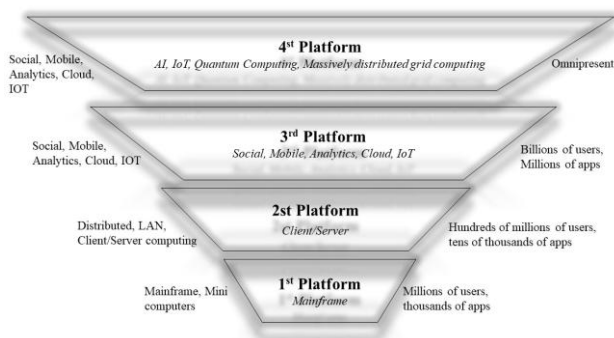 4st Platform
AI, IoT, Quantum Computing, Massively distributed grid computing
Social, Mobile,
Analytics, Cloud,
IOT
Omnipresent
3rd Platform
Social, Mobile, Analytics, Cloud, IoT
Social, Mobile,
Analytics, Cloud, IOT
Billions of users,
Millions of apps
2st Platform
Client/Server
Distributed, LAN,
Client/Server computing
Hundreds of millions of users,
tens of thousands of apps
1st Platform
Mainframe
Mainframe, Mini
computers
Millions of users,
thousands of apps